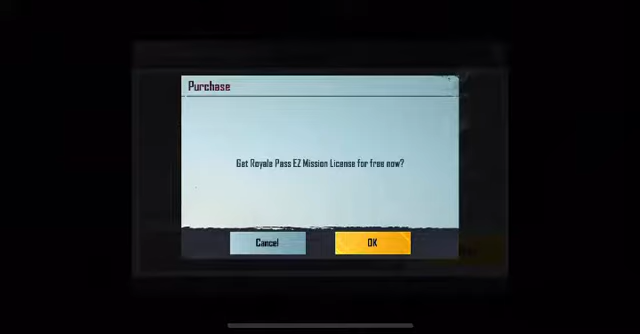 Purchase
Get Royale Pass EZ Mission License for free now?
Cancel
OK